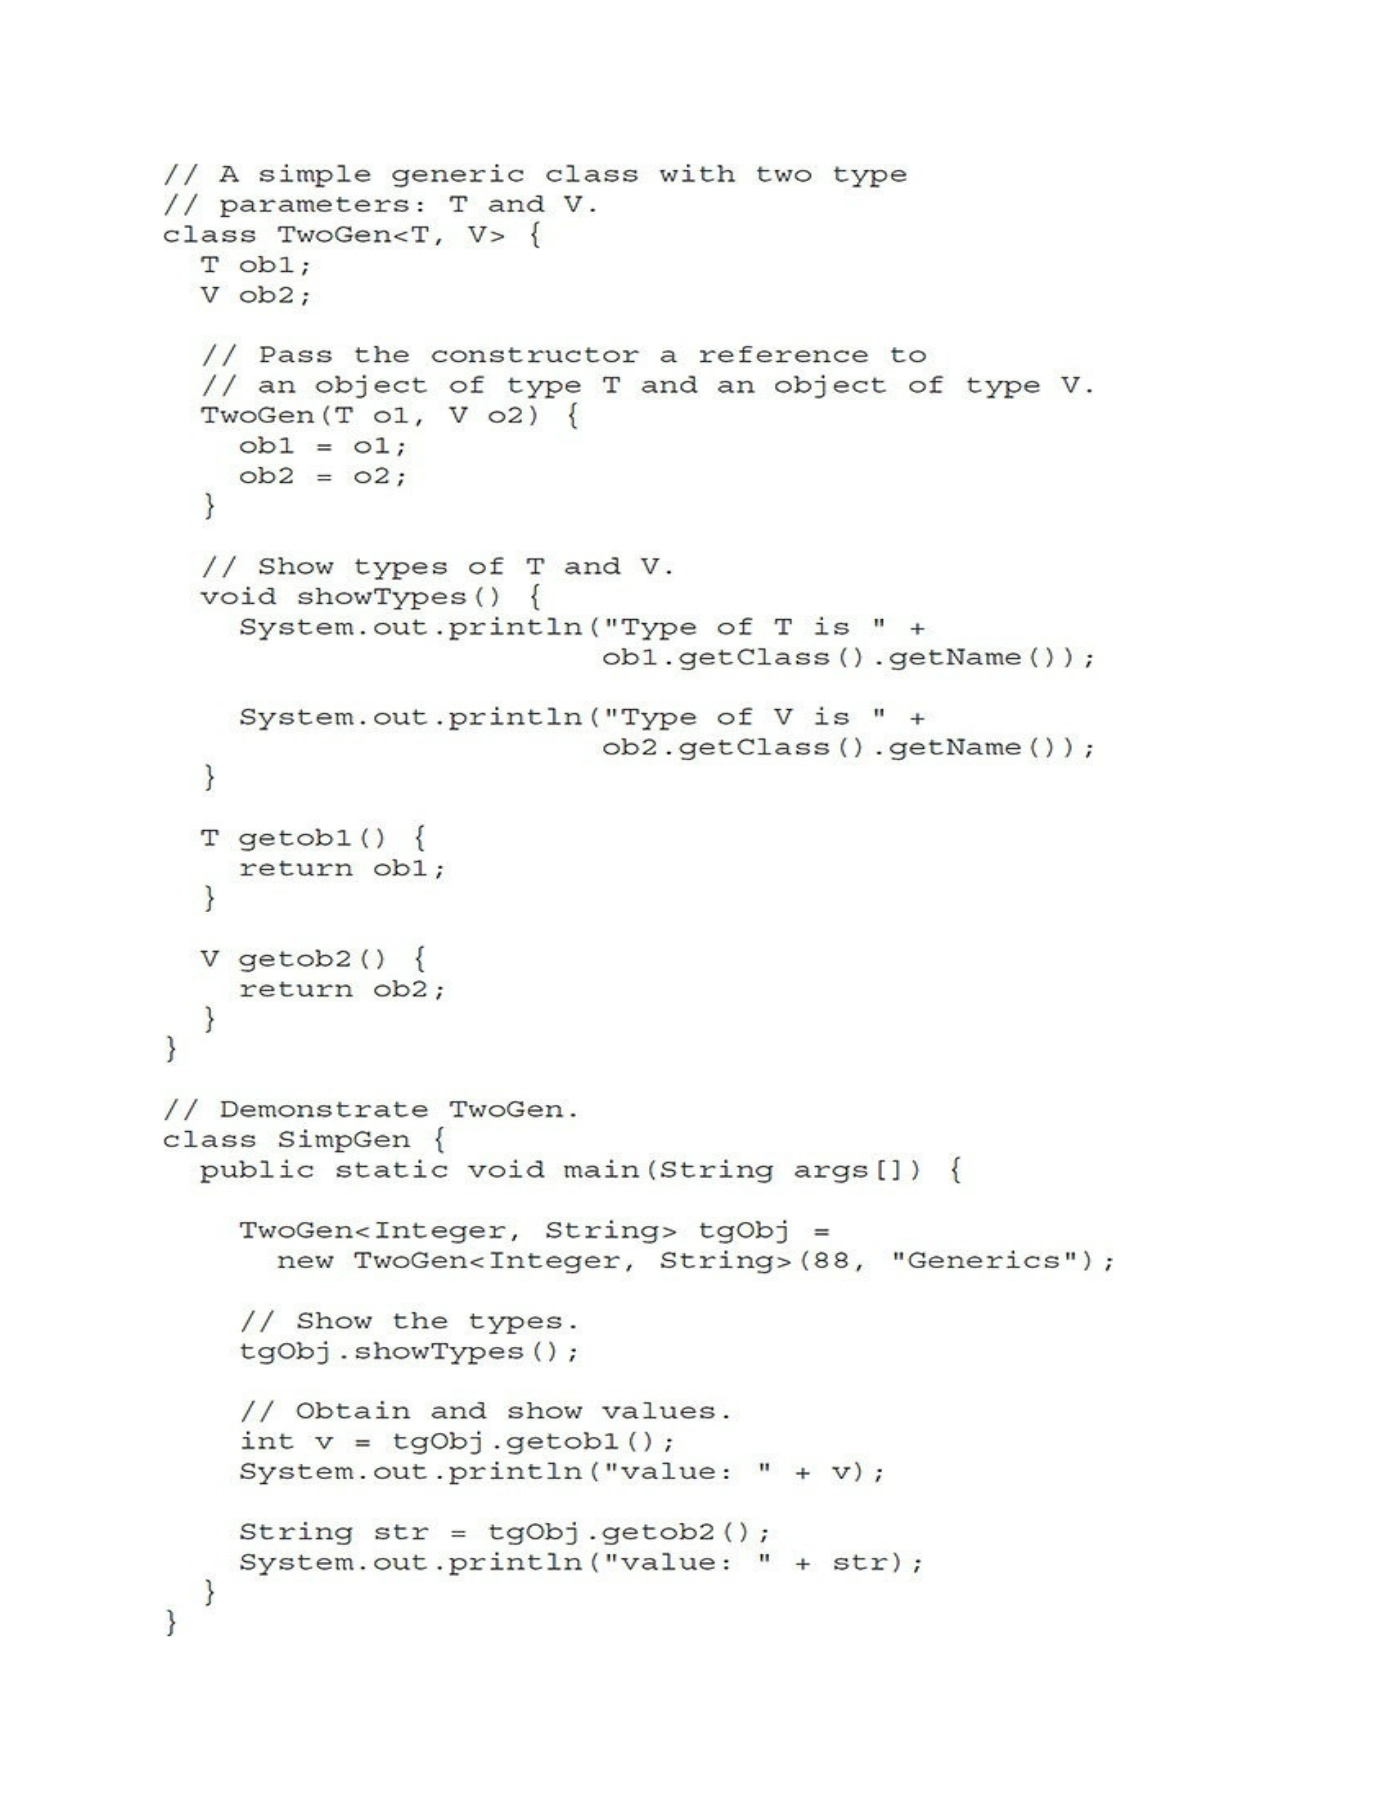 // A simple generic class with two type
// parameters: T and V.
class TwoGen<T, V> {
  T ob1;
  V ob2;

  // Pass the constructor a reference to
  // an object of type T and an object of type V.
  TwoGen(T o1, V o2) {
    ob1 = o1;
    ob2 = o2;
  }

  // Show types of T and V.
  void showTypes() {
    System.out.println("Type of T is " +
                       ob1.getClass().getName());

    System.out.println("Type of V is " +
                       ob2.getClass().getName());
  }

  T getob1() {
    return ob1;
  }

  V getob2() {
    return ob2;
  }
}

// Demonstrate TwoGen.
class SimpGen {
  public static void main(String args[]) {

    TwoGen<Integer, String> tgObj =
      new TwoGen<Integer, String>(88, "Generics");

    // Show the types.
    tgObj.showTypes();

    // Obtain and show values.
    int v = tgObj.getob1();
    System.out.println("value: " + v);

    String str = tgObj.getob2();
    System.out.println("value: " + str);
  }
}